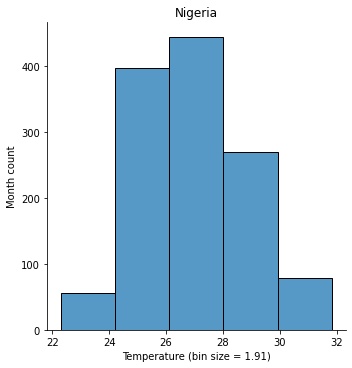 Nigeria
400
300
200
100
0
Month count
22 24 26 28 30 32
Temperature (bin size = 1.91)